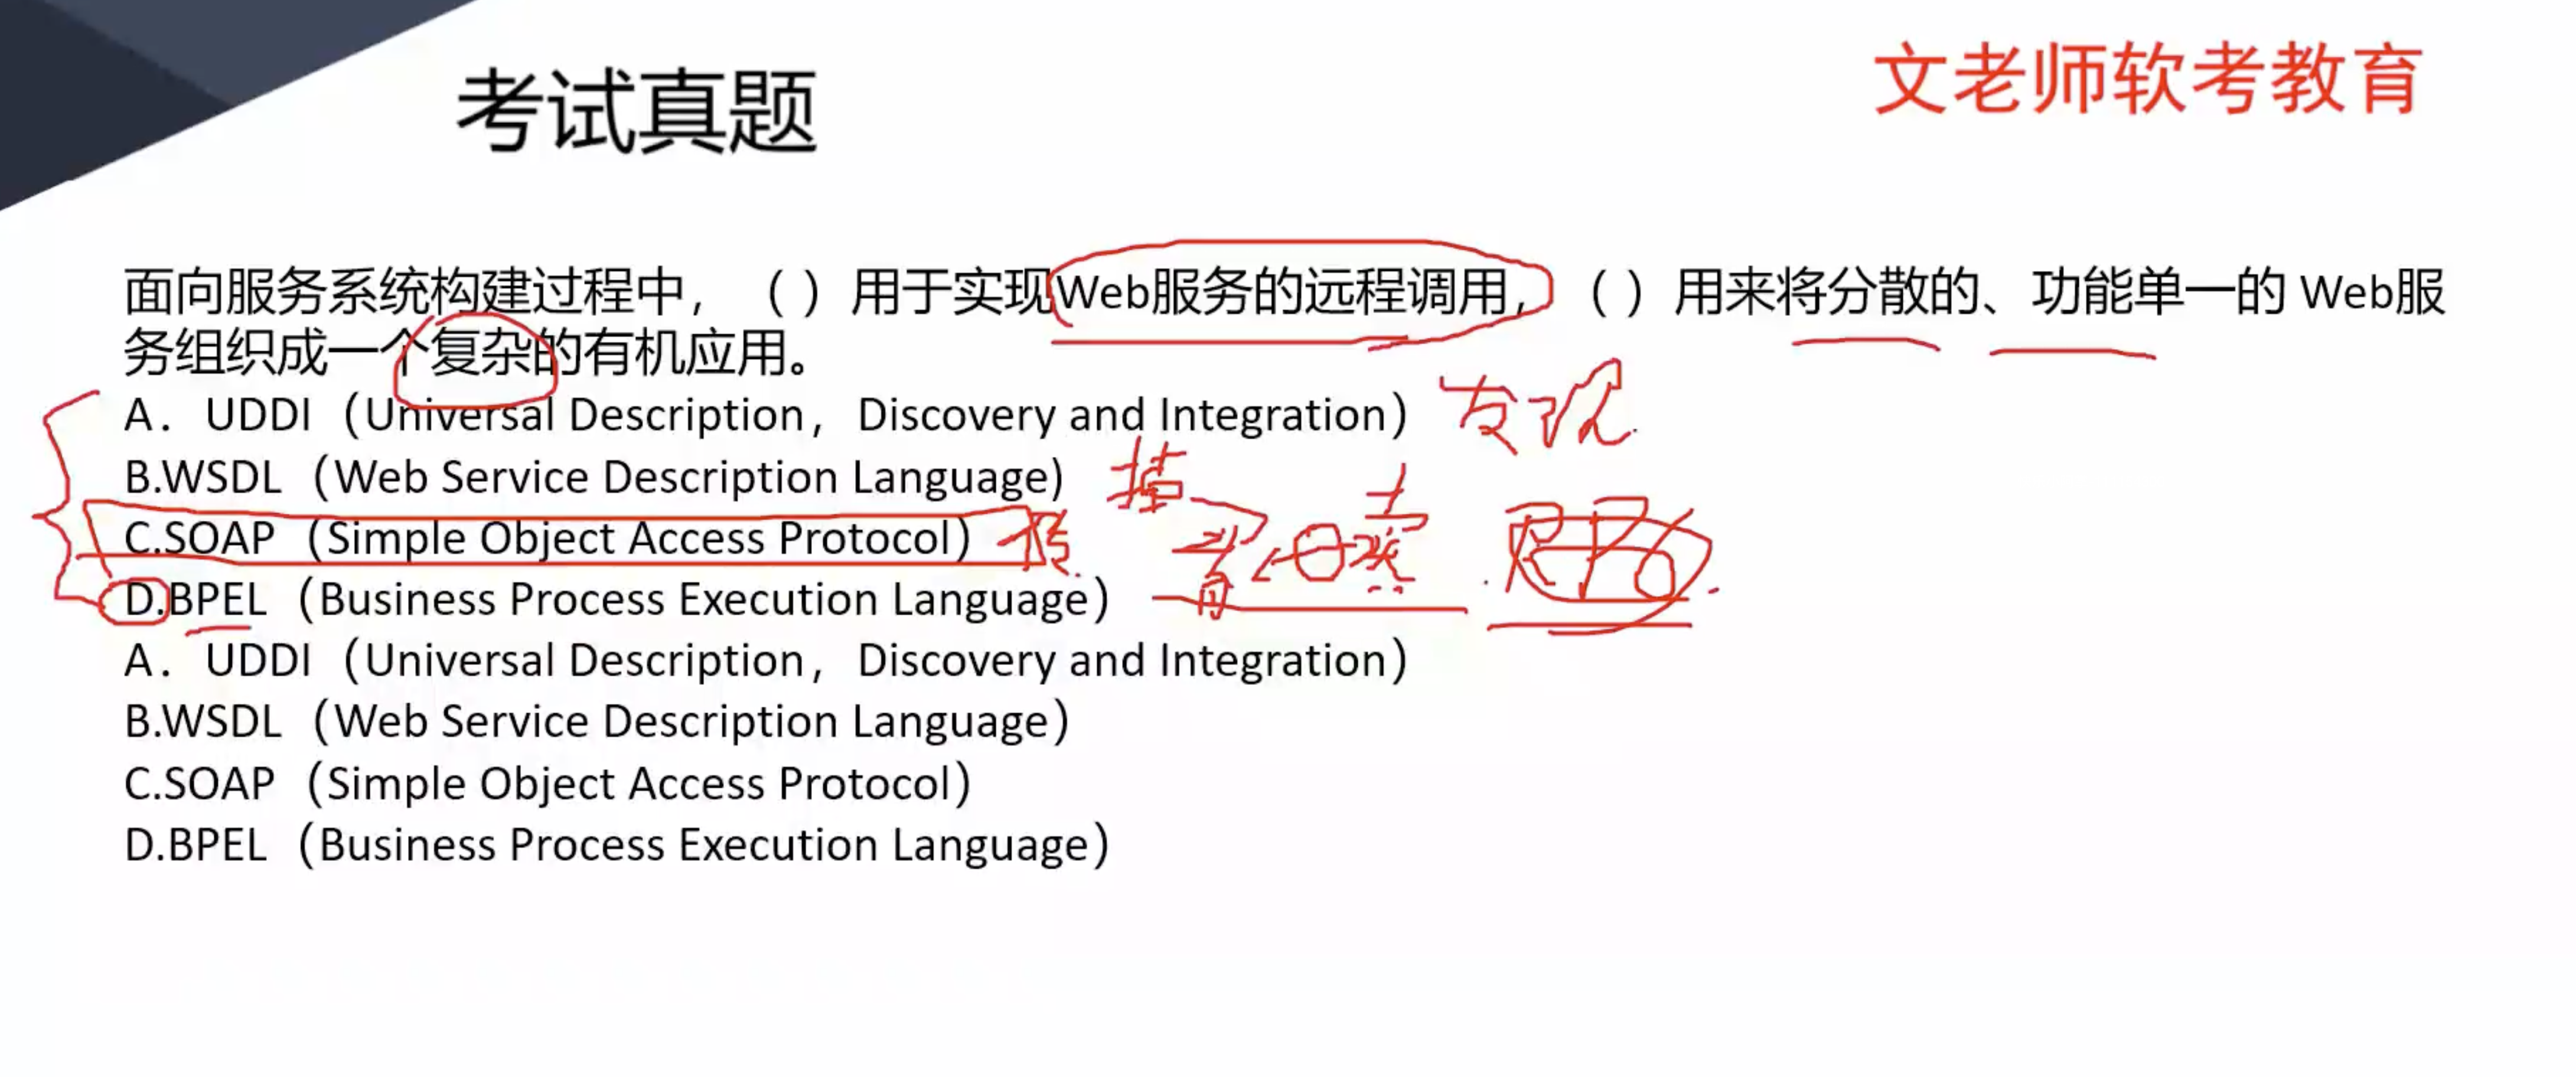 考试真题
文老师软考教育
面向服务系统构建过程中，（ ）用于实现Web服务的远程调用，（ ）用来将分散的、功能单一的 Web服
务组织成一个复杂的有机应用。
A. UDDI（Universal Description，Discovery and Integration）
发现
B.WSDL（Web Service Description Language)
C.SOAP（Simple Object Access Protocol）
D.BPEL（Business Process Execution Language）
A. UDDI（Universal Description，Discovery and Integration）
B.WSDL（Web Service Description Language）
C.SOAP（Simple Object Access Protocol）
D.BPEL（Business Process Execution Language）